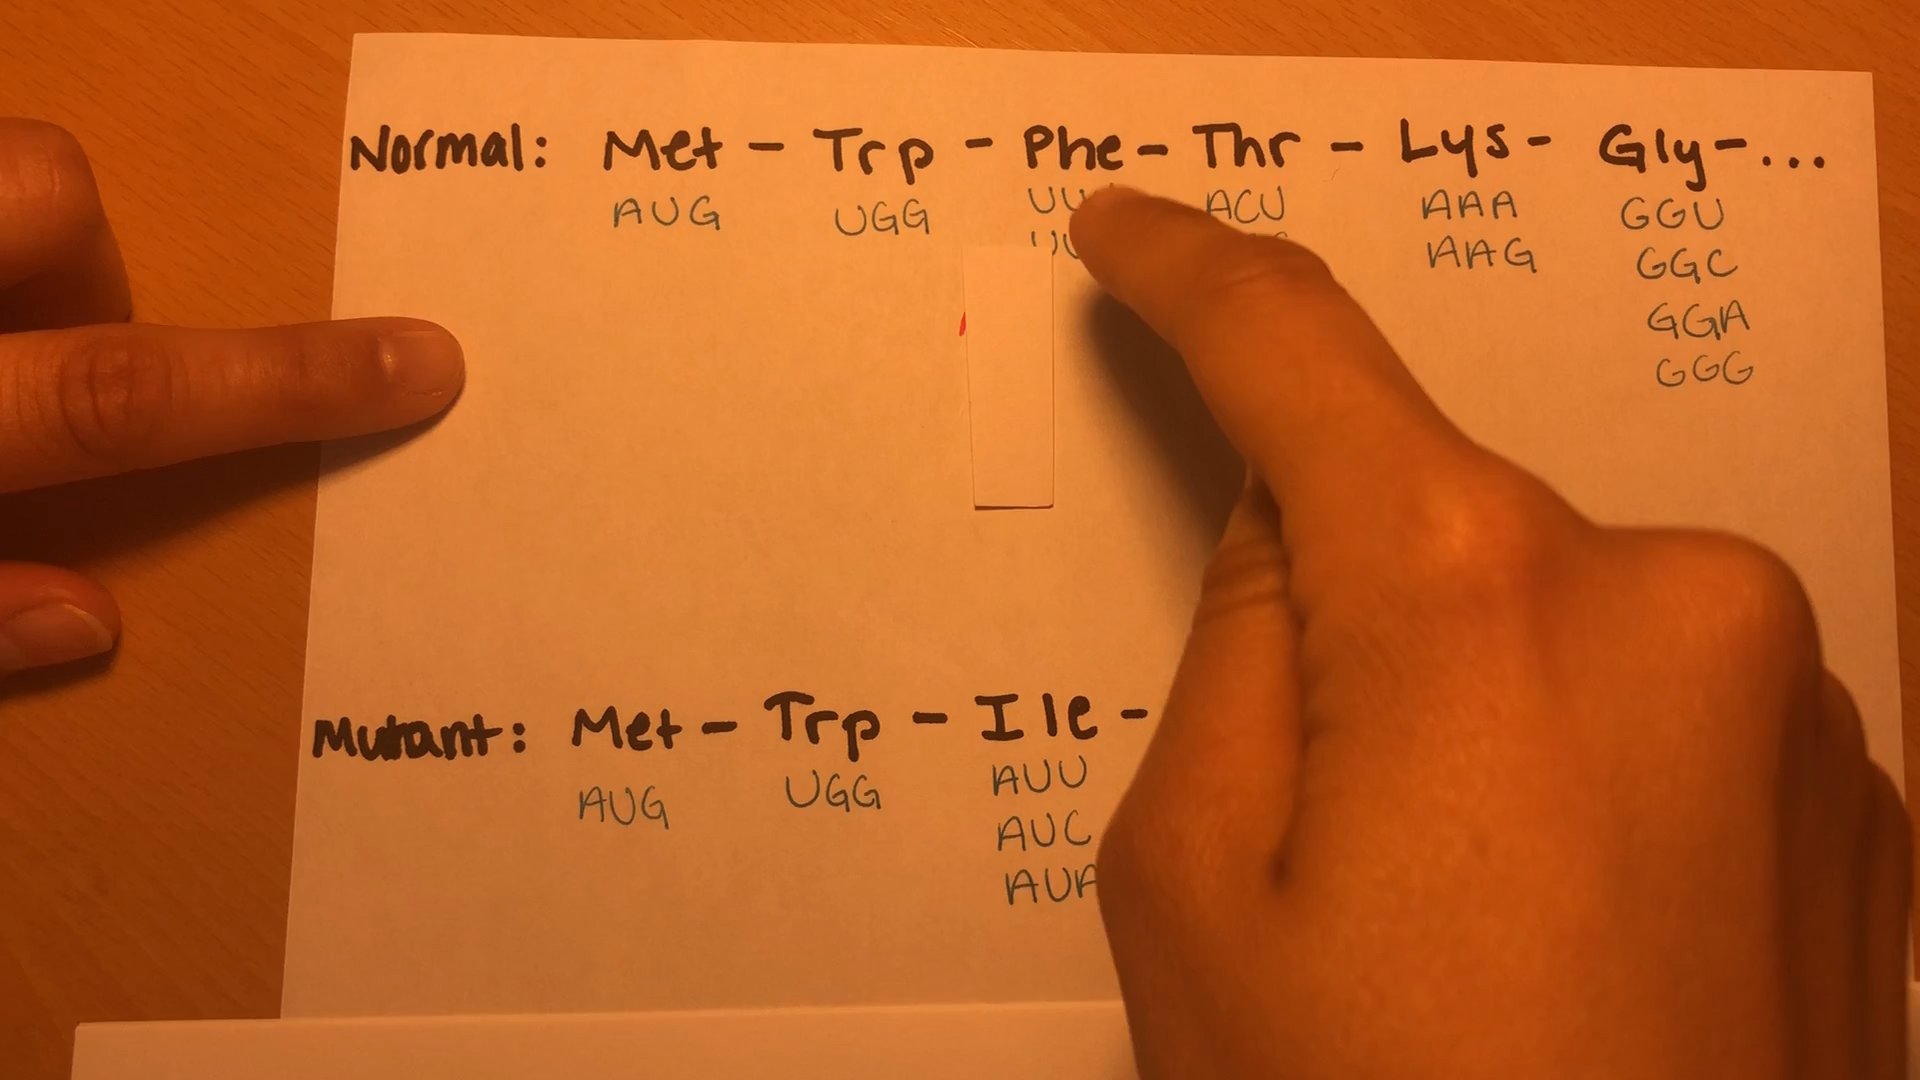 Normal: Met - Trp - Phe - Thr - Lys - Gly - ...
AUG UGG ACU AAA GGU
AAG GGC
GGA
GGG
Mutant: Met - Trp - Ile -
AUG UGG AUU
AUC
AUA